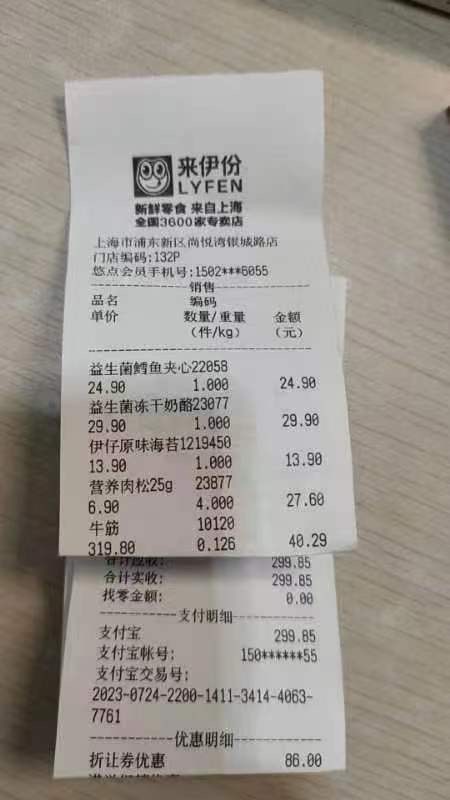 来伊份
LYFEN
新鲜零食 来自上海
全国3600家专卖店
上海市浦东新区尚悦湾银城路店
门店编码:132P
悠点会员手机号:1502***6055
销售
品名 编码
单价 数量/重量 金额
(件/kg) (元)
益生菌鳕鱼夹心22058
24.90 1.000 24.90
益生菌冻干奶酪23077
29.90 1.000 29.90
伊仔原味海苔1219450
13.90 1.000 13.90
营养肉松25g 23877
6.90 4.000 27.60
牛筋 10120
319.80 0.126 40.29
合计应收: 299.85
合计实收: 299.85
找零金额: 0.00
支付明细
支付宝 299.85
支付宝帐号: 150******55
支付宝交易号:
2023-0724-2200-1411-3414-4063-
7761
优惠明细
折让券优惠 86.00